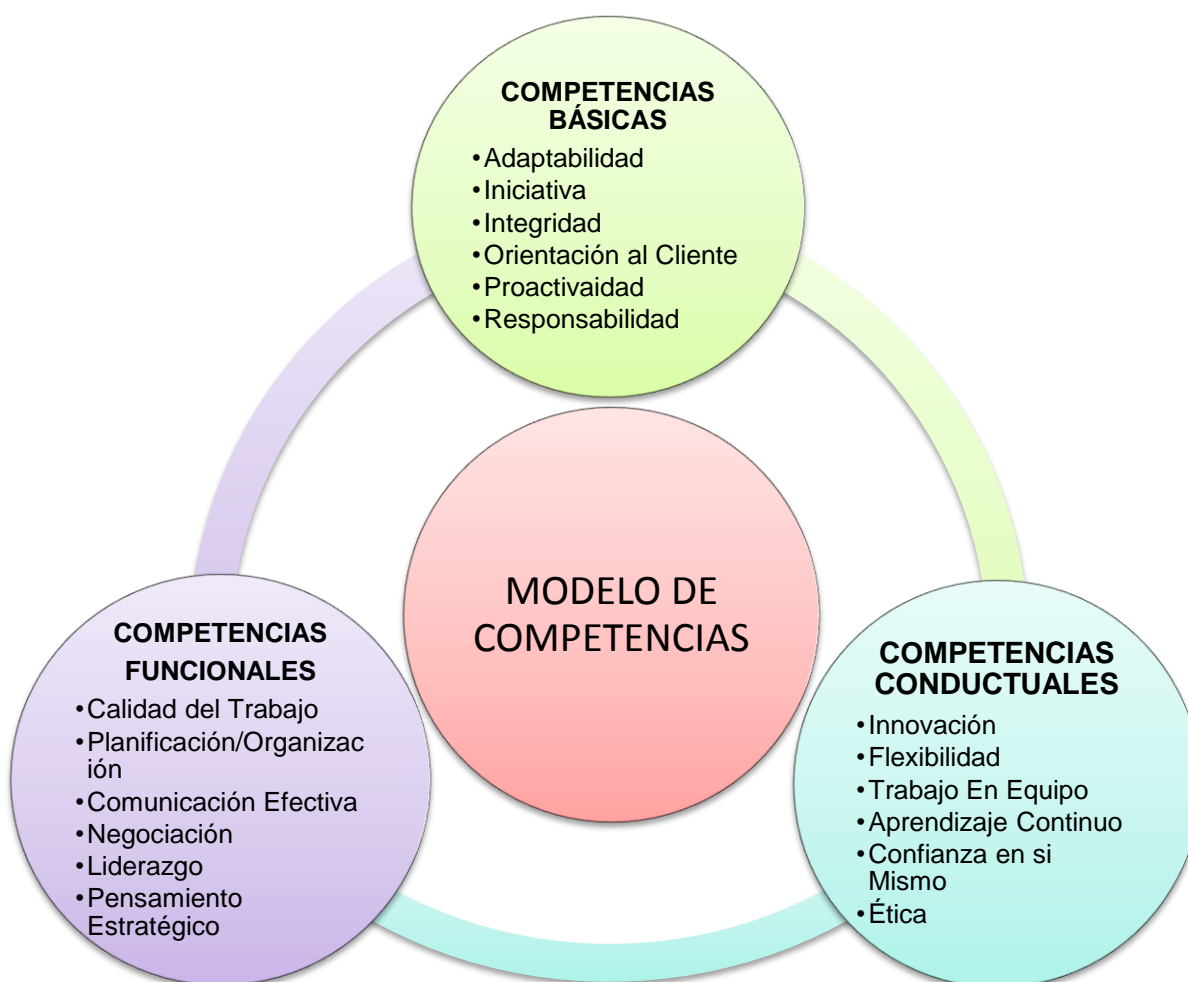 COMPETENCIAS
BÁSICAS
•Adaptabilidad
•Iniciativa
•Integridad
•Orientación al Cliente
•Proactivaidad
•Responsabilidad
MODELO DE
COMPETENCIAS
COMPETENCIAS
FUNCIONALES
•Calidad del Trabajo
•Planificación/Organizac
ión
•Comunicación Efectiva
•Negociación
•Liderazgo
•Pensamiento
Estratégico
COMPETENCIAS
CONDUCTUALES
•Innovación
•Flexibilidad
•Trabajo En Equipo
•Aprendizaje Continuo
•Confianza en si
Mismo
•Ética